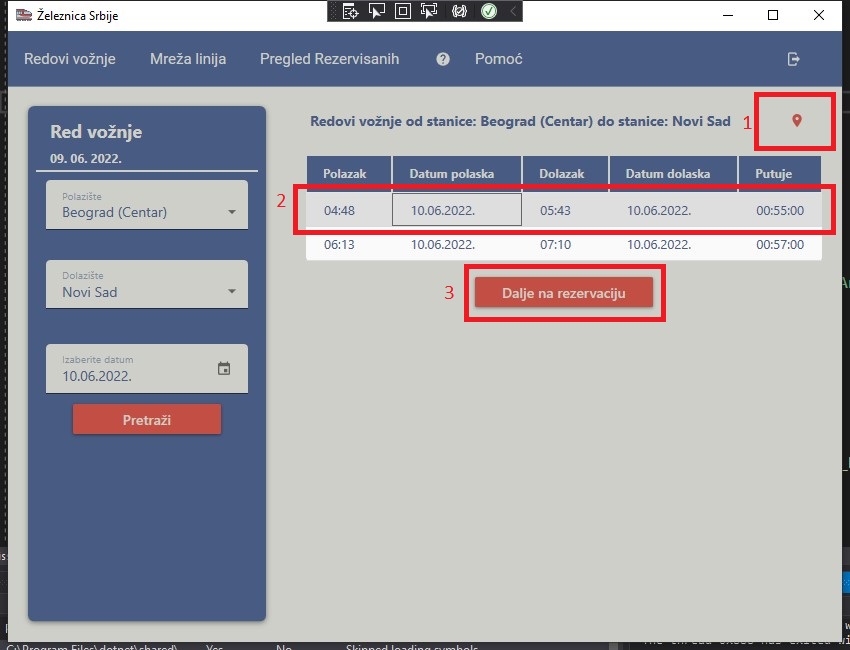 Železnica Srbije
Redovi vožnje Mreža linija Pregled Rezervisanih ? Pomoć
Red vožnje
09. 06. 2022.
Polazište
Beograd (Centar)
Dolazište
Novi Sad
Izaberite datum
10.06.2022.
Pretraži
Redovi vožnje od stanice: Beograd (Centar) do stanice: Novi Sad 1
Polazak Datum polaska Dolazak Datum dolaska Putuje
2 04:48 10.06.2022. 05:43 10.06.2022. 00:55:00
06:13 10.06.2022. 07:10 10.06.2022. 00:57:00
3 Dalje na rezervaciju
C:\Program Files\dotnet\shared\ Yes No Skipped loading symbols.